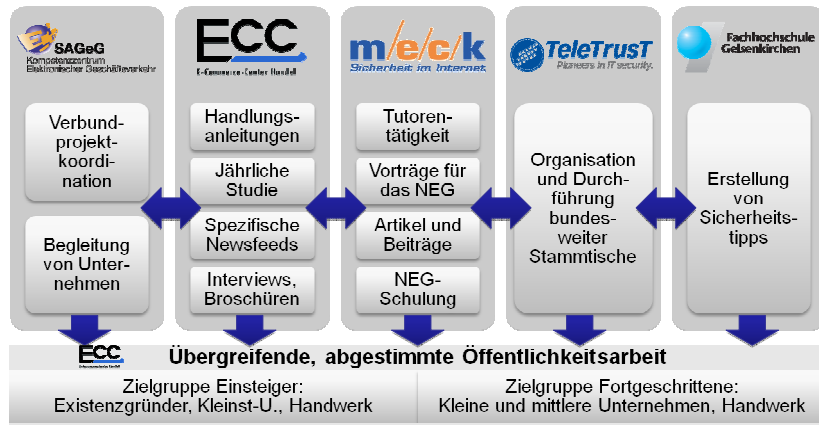 SAGeG
Kompetenzzentrum
Elektronischer Geschäftsverkehr
Verbund-
projekt-
koordi-
nation
Begleitung
von Unter-
nehmen
ECC
E-Commerce-Center Handel
Handlungs-
anleitungen
Jährliche
Studie
Spezifische
Newsfeeds
Interviews,
Broschüren
m/e/c/k
Sicherheit im Internet
Tutoren-
tätigkeit
Vorträge für
das NEG
Artikel und
Beiträge
NEG-
Schulung
TeleTrusT
Pioneers in IT security.
Organisation
und Durch-
führung
bundes-
weiter
Stammtische
Fachhochschule
Gelsenkirchen
Erstellung
von
Sicherheits-
tipps
ECC
Übergreifende, abgestimmte Öffentlichkeitsarbeit
Zielgruppe Einsteiger:
Existenzgründer, Kleinst-U., Handwerk
Zielgruppe Fortgeschrittene:
Kleine und mittlere Unternehmen, Handwerk